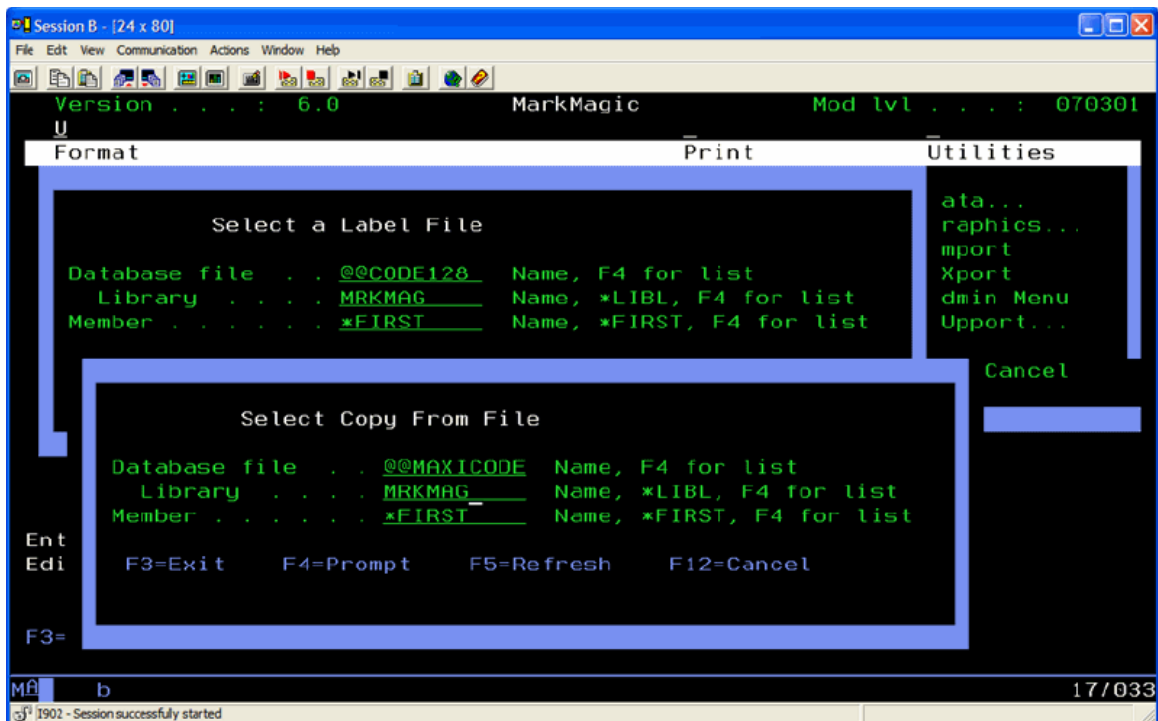 Session B - [24 x 80]
File Edit View Communication Actions Window Help
Version . . . : 6.0 MarkMagic Mod lvl . . . : 070301
U _ _
Format Print Utilities
ata...
Select a Label File raphics...
mport
Database file . . @@CODE128 Name, F4 for list Xport
Library . . . . MRKMAG Name, *LIBL, F4 for list dmin Menu
Member . . . . . . *FIRST Name, *FIRST, F4 for list Upport...
Cancel
Select Copy From File
Database file . . @@MAXICODE Name, F4 for list
Library . . . . MRKMAG Name, *LIBL, F4 for list
Member . . . . . . *FIRST Name, *FIRST, F4 for list
Ent
Edi F3=Exit F4=Prompt F5=Refresh F12=Cancel
F3=
MA b 17/033
I902 - Session successfully started